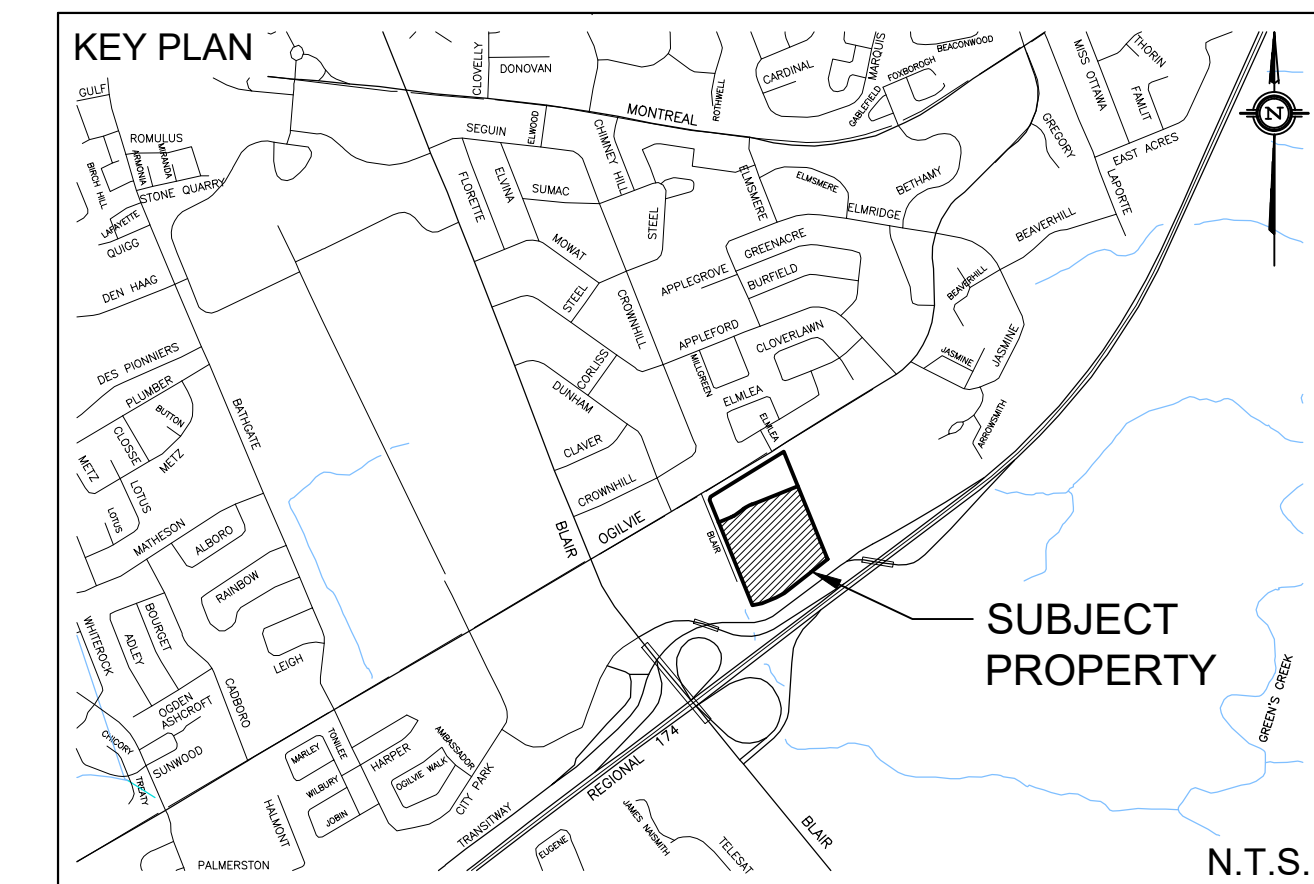 KEY PLAN
GULF
ROMULUS
ARMONIA
MIRANDA
BIRCH HILL
STONE QUARRY
LAFAYETTE
QUIGG
DEN HAAG
DES PIONNIERS
PLUMBER
BUTTON
CLOSSE
METZ
METZ
LOTUS
LOTUS
MATHESON
ALBORO
RAINBOW
BATHGATE
WHITEROCK
ADLEY
BOURGET
LEIGH
OGDEN
ASHCROFT
CADBORO
CHICORY
SUNWOOD
TREATY
CLOVELLY
DONOVAN
MONTREAL
ROTHWELL
CARDINAL
MARQUIS
BEACONWOOD
FOXBOROGH
GABLEFIELD
MISS OTTAWA
THORIN
FAMLIT
GREGORY
EAST ACRES
LAPORTE
SEGUIN
ELWOOD
CHIMNEY HILL
FLORETTE
ELVINA
SUMAC
STEEL
MOWAT
STEEL
ELMSMERE
ELMSMERE
BETHAMY
ELMRIDGE
GREENACRE
APPLEGROVE
BURFIELD
BEAVERHILL
BEAVERHILL
CROWNHILL
APPLEFORD
CLOVERLAWN
MILLGREEN
JASMINE
JASMINE
CORLISS
DUNHAM
ELMLEA
ELMLEA
ARROWSMITH
CLAVER
CROWNHILL
OGILVIE
BLAIR
BLAIR
SUBJECT
PROPERTY
GREEN'S CREEK
MARLEY
TONILEE
HARPER
AMBASSADOR
WILBURY
OGILVIE WALK
JOBIN
CITY PARK
HALMONT
PALMERSTON
TRANSITWAY
REGIONAL 174
EUGENE
JAMES NAISMITH
TELESAT
BLAIR
N
N.T.S.